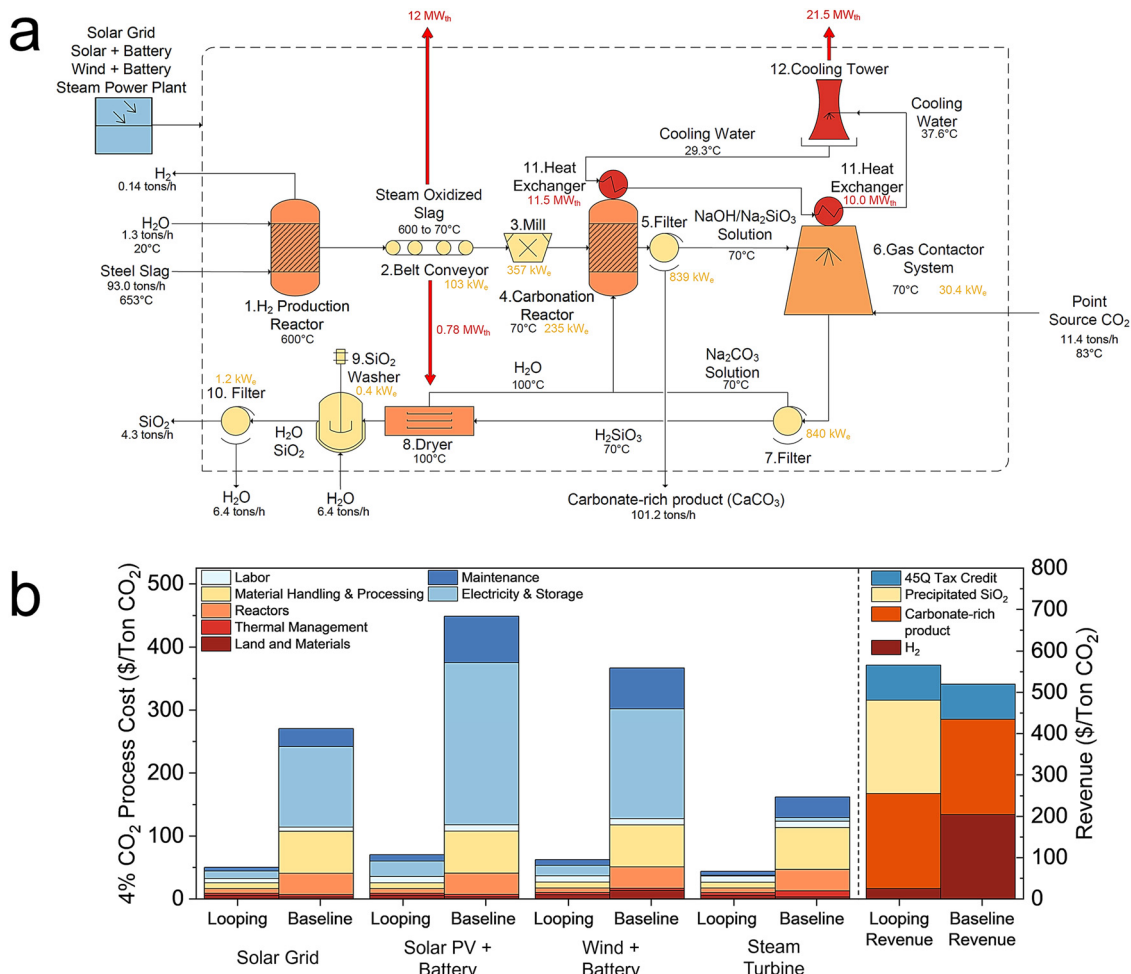 a
Solar Grid
Solar + Battery
Wind + Battery
Steam Power Plant
12 MWth
21.5 MWth
12.Cooling Tower
Cooling
Water
37.6°C
Cooling Water
29.3°C
H2
0.14 tons/h
H2O
1.3 tons/h
20°C
Steel Slag
93.0 tons/h
653°C
1.H2 Production
Reactor
600°C
Steam Oxidized
Slag
600 to 70°C
2.Belt Conveyor
103 kWe
3.Mill
357 kWe
11.Heat
Exchanger
11.5 MWth
4.Carbonation
Reactor
70°C 235 kWe
5.Filter
839 kWe
NaOH/Na2SiO3
Solution
70°C
11.Heat
Exchanger
10.0 MWth
6.Gas Contactor
System
70°C 30.4 kWe
Point
Source CO2
11.4 tons/h
83°C
0.78 MWth
H2O
100°C
Na2CO3
Solution
70°C
9.SiO2
Washer
0.4 kWe
1.2 kWe
10. Filter
SiO2
4.3 tons/h
H2O
SiO2
8.Dryer
100°C
H2SiO3
70°C
840 kWe
7.Filter
H2O
6.4 tons/h
H2O
6.4 tons/h
Carbonate-rich product (CaCO3)
101.2 tons/h
b
4% CO2 Process Cost ($/Ton CO2)
500
400
300
200
100
0
Labor
Material Handling & Processing
Reactors
Thermal Management
Land and Materials
Maintenance
Electricity & Storage
45Q Tax Credit
Precipitated SiO2
Carbonate-rich
product
H2
800
700
600
500
400
300
200
100
0
Revenue ($/Ton CO2)
Looping Baseline Looping Baseline Looping Baseline Looping Baseline Looping Baseline
Revenue Revenue
Solar Grid
Solar PV +
Battery
Wind +
Battery
Steam
Turbine